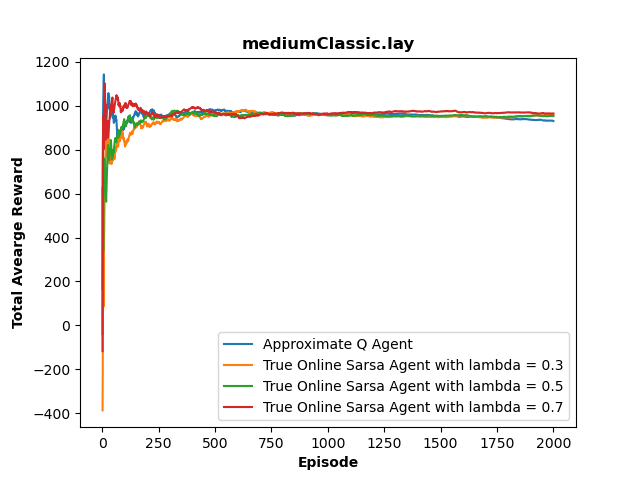 mediumClassic.lay
1200
1000
800
600
400
200
0
−200
−400
Total Avearge Reward
Approximate Q Agent
True Online Sarsa Agent with lambda = 0.3
True Online Sarsa Agent with lambda = 0.5
True Online Sarsa Agent with lambda = 0.7
0 250 500 750 1000 1250 1500 1750 2000
Episode